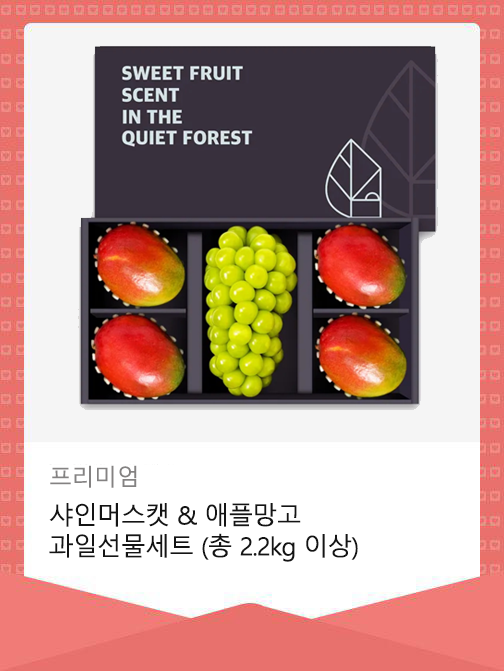 SWEET FRUIT
SCENT
IN THE
QUIET FOREST
프리미엄
샤인머스캣 & 애플망고
과일선물세트 (총 2.2kg 이상)